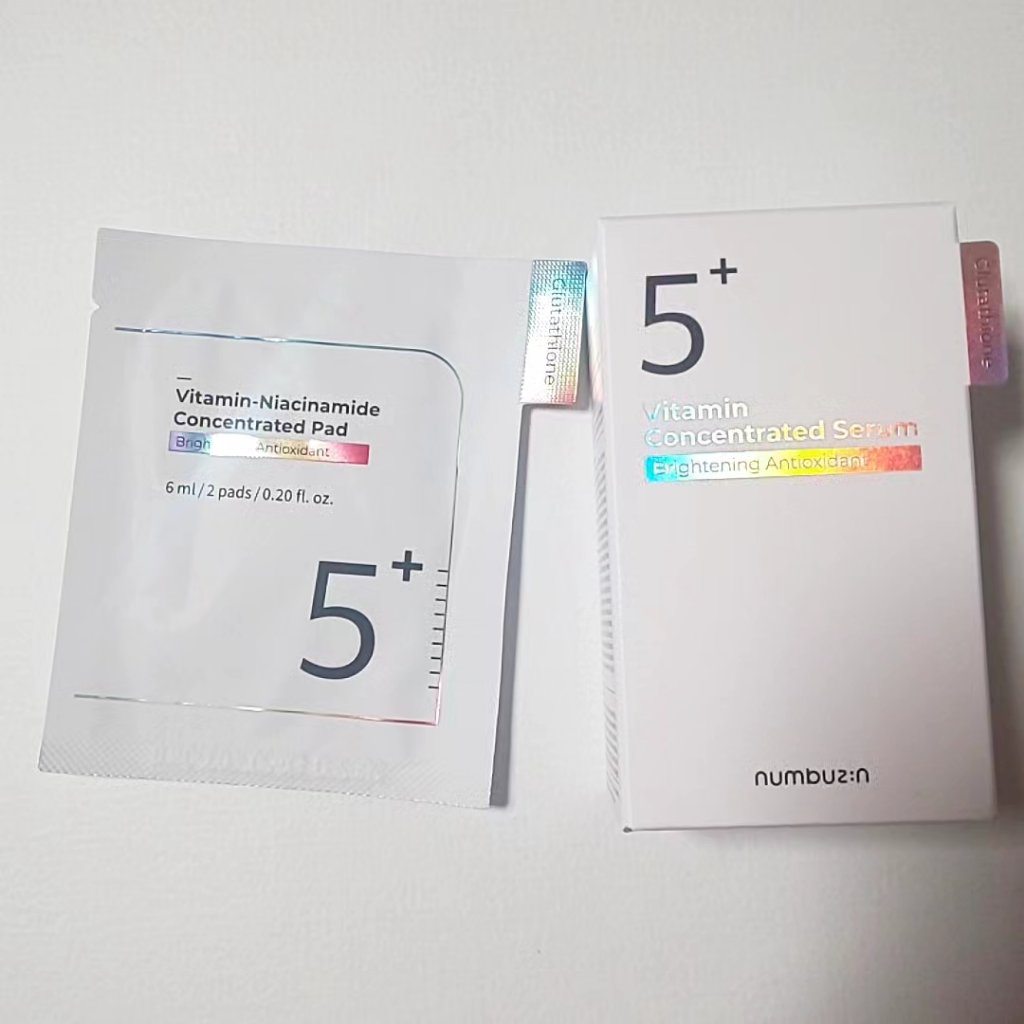 Glutathione
Vitamin-Niacinamide
Concentrated Pad
Antioxidant
6 ml / 2 pads / 0.20 fl. oz.
5+
5+
Glutathione
Vitamin
Concentrated Serum
Brightening Antioxidant
numbuz:n